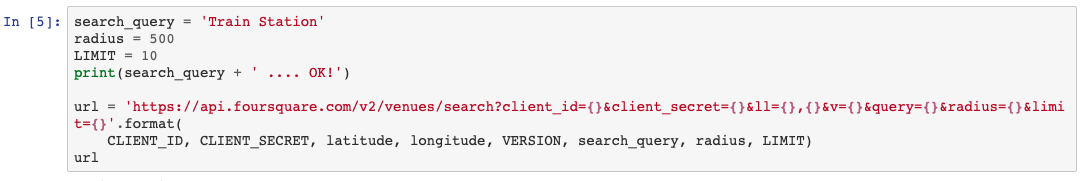 In [5]: search_query = 'Train Station'
radius = 500
LIMIT = 10
print(search_query + ' .... OK!')
url = 'https://api.foursquare.com/v2/venues/search?client_id={}&client_secret={}&ll={},{}&v={}&query={}&radius={}&limi
t={}'.format(
    CLIENT_ID, CLIENT_SECRET, latitude, longitude, VERSION, search_query, radius, LIMIT)
url